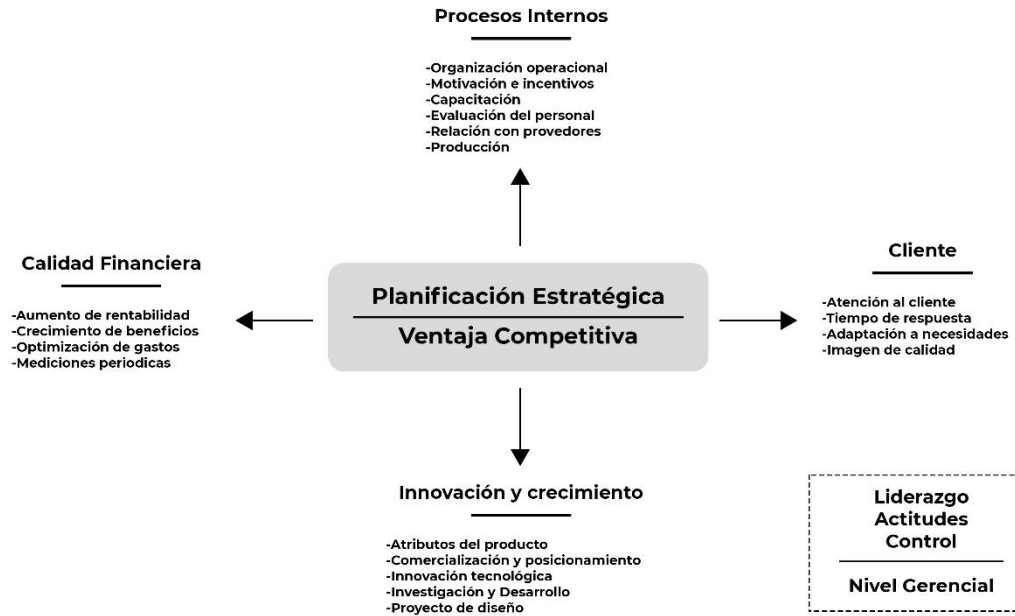 Procesos Internos
-Organización operacional
-Motivación e incentivos
-Capacitación
-Evaluación del personal
-Relación con provedores
-Producción
Calidad Financiera
-Aumento de rentabilidad
-Crecimiento de beneficios
-Optimización de gastos
-Mediciones periodicas
Planificación Estratégica
Ventaja Competitiva
Cliente
-Atención al cliente
-Tiempo de respuesta
-Adaptación a necesidades
-Imagen de calidad
Innovación y crecimiento
-Atributos del producto
-Comercialización y posicionamiento
-Innovación tecnológica
-Investigación y Desarrollo
-Proyecto de diseño
Liderazgo
Actitudes
Control
Nivel Gerencial